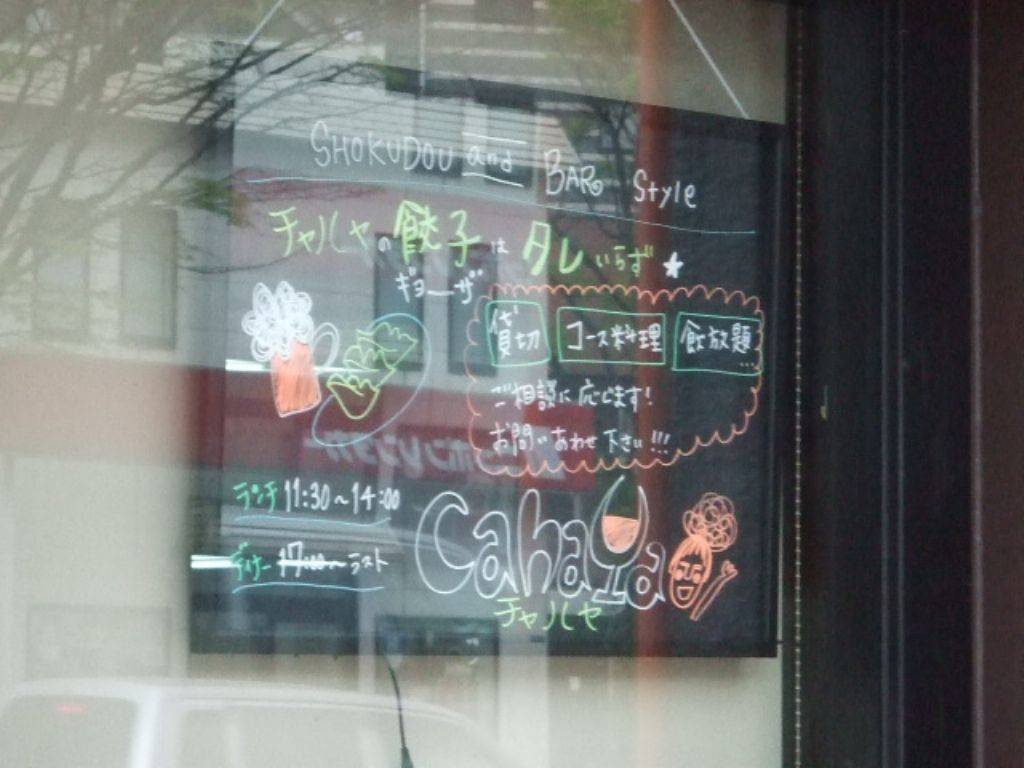 SHOKUDOU and BAR Style
チャハヤの餃子はタレいらず★
ギョーザ
貸切 コース料理 飲放題...
ご相談に応じます!
お問いあわせ下さい!!!
ランチ 11:30~14:00
ディナー 17:00~ラスト
Cahaya
チャハヤ